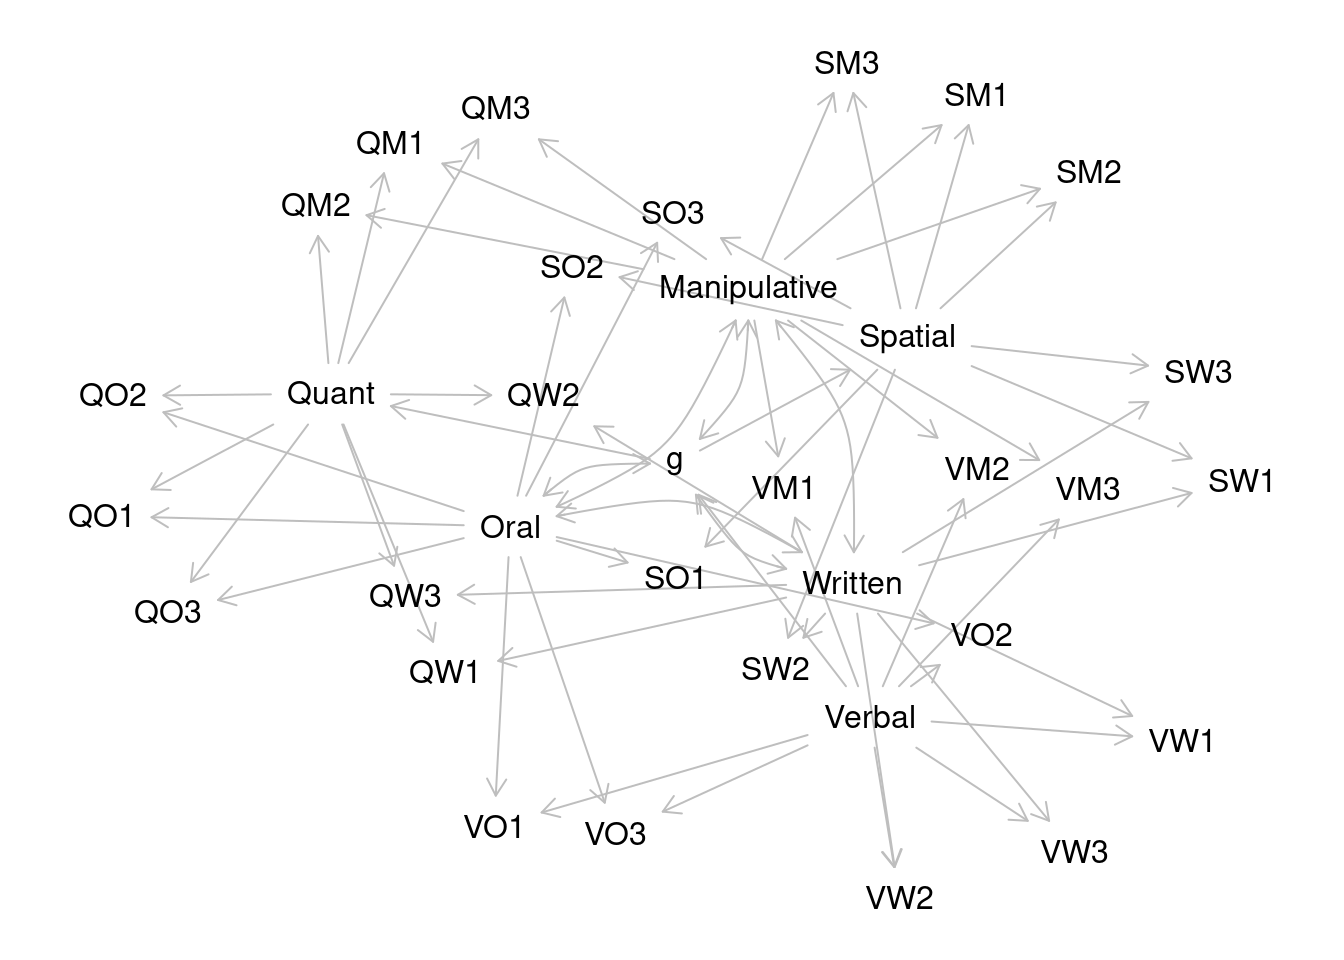 SM3
SM1
QM3
QM1
SM2
QM2
SO3
SO2
Manipulative
Spatial
SW3
Quant
QO2
QW2
g
VM2
SW1
VM1
VM3
QO1
Oral
SO1
Written
QW3
QO3
VO2
SW2
QW1
Verbal
VW1
VO1
VO3
VW3
VW2